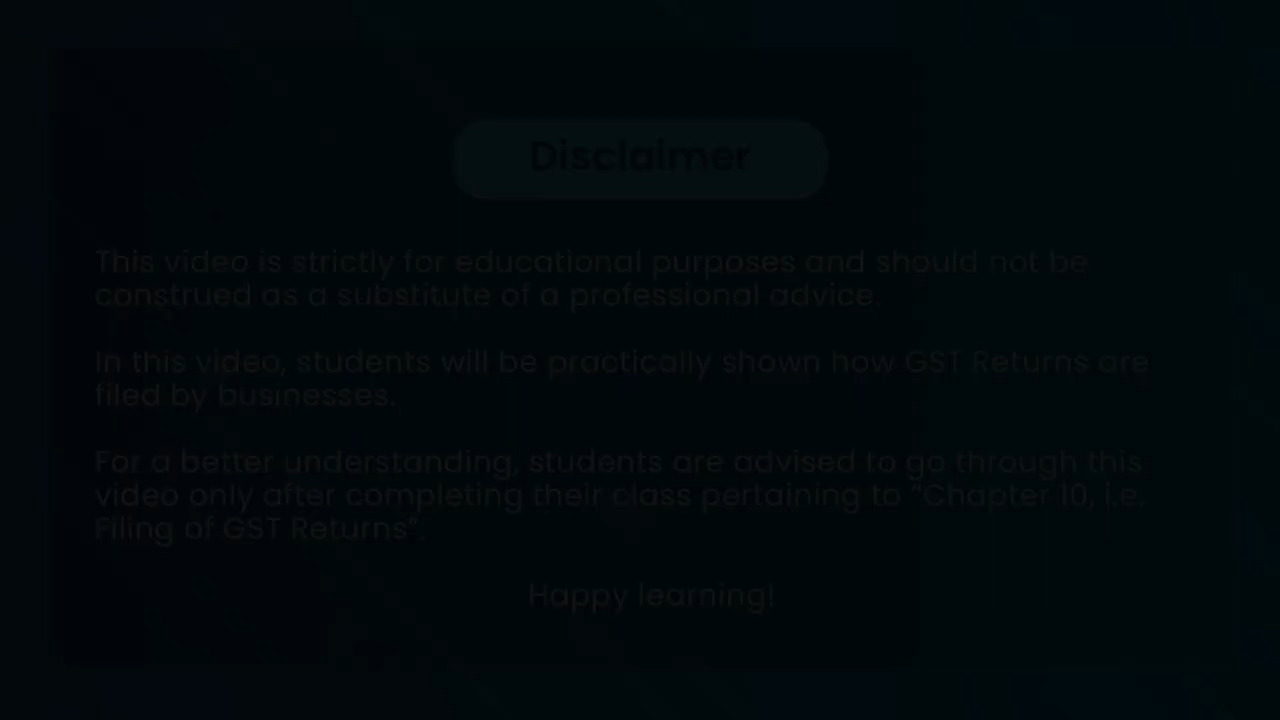 Disclaimer
This video is strictly for educational purposes and should not be
construed as a substitute of a professional advice.
In this video, students will be practically shown how GST Returns are
filed by businesses.
For a better understanding, students are advised to go through this
video only after completing their class pertaining to “Chapter 10, i.e.
Filing of GST Returns”.
Happy learning!